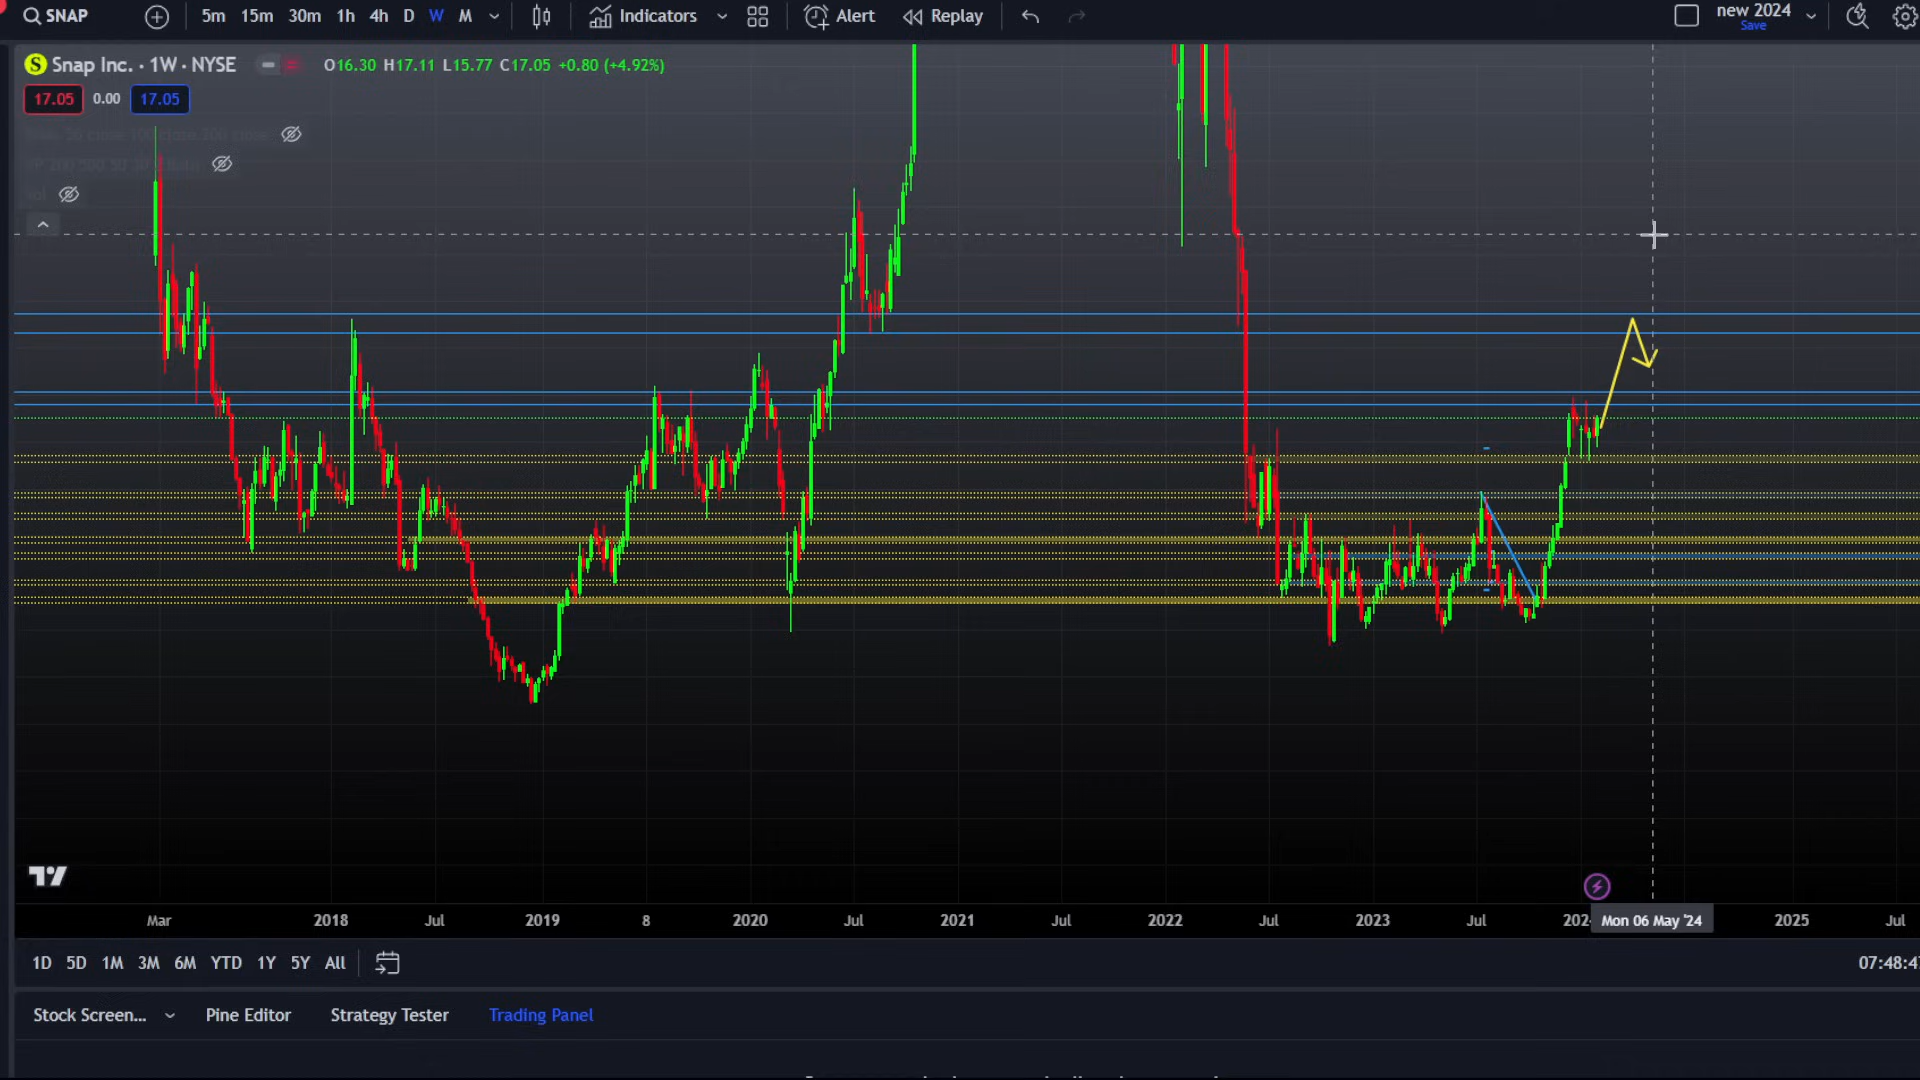 SNAP 5m 15m 30m 1h 4h D W M Indicators Alert Replay new 2024
Save
S Snap Inc. · 1W · NYSE O16.30 H17.11 L15.77 C17.05 +0.80 (+4.92%)
17.05 0.00 17.05
Mar 2018 Jul 2019 8 2020 Jul 2021 Jul 2022 Jul 2023 Jul Mon 06 May '24 2025 Jul
1D 5D 1M 3M 6M YTD 1Y 5Y All 07:48:47
Stock Screen... Pine Editor Strategy Tester Trading Panel